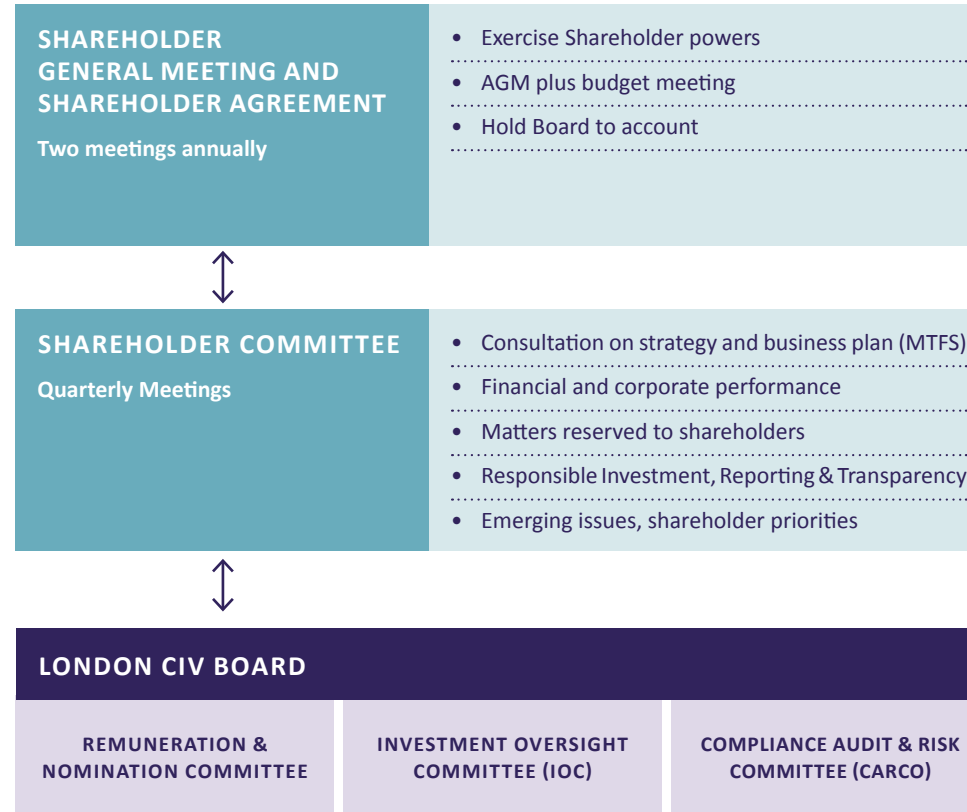 SHAREHOLDER
GENERAL MEETING AND
SHAREHOLDER AGREEMENT
Two meetings annually
• Exercise Shareholder powers
• AGM plus budget meeting
• Hold Board to account
SHAREHOLDER COMMITTEE
Quarterly Meetings
• Consultation on strategy and business plan (MTFS)
• Financial and corporate performance
• Matters reserved to shareholders
• Responsible Investment, Reporting & Transparency
• Emerging issues, shareholder priorities
LONDON CIV BOARD
REMUNERATION &
NOMINATION COMMITTEE
INVESTMENT OVERSIGHT
COMMITTEE (IOC)
COMPLIANCE AUDIT & RISK
COMMITTEE (CARCO)